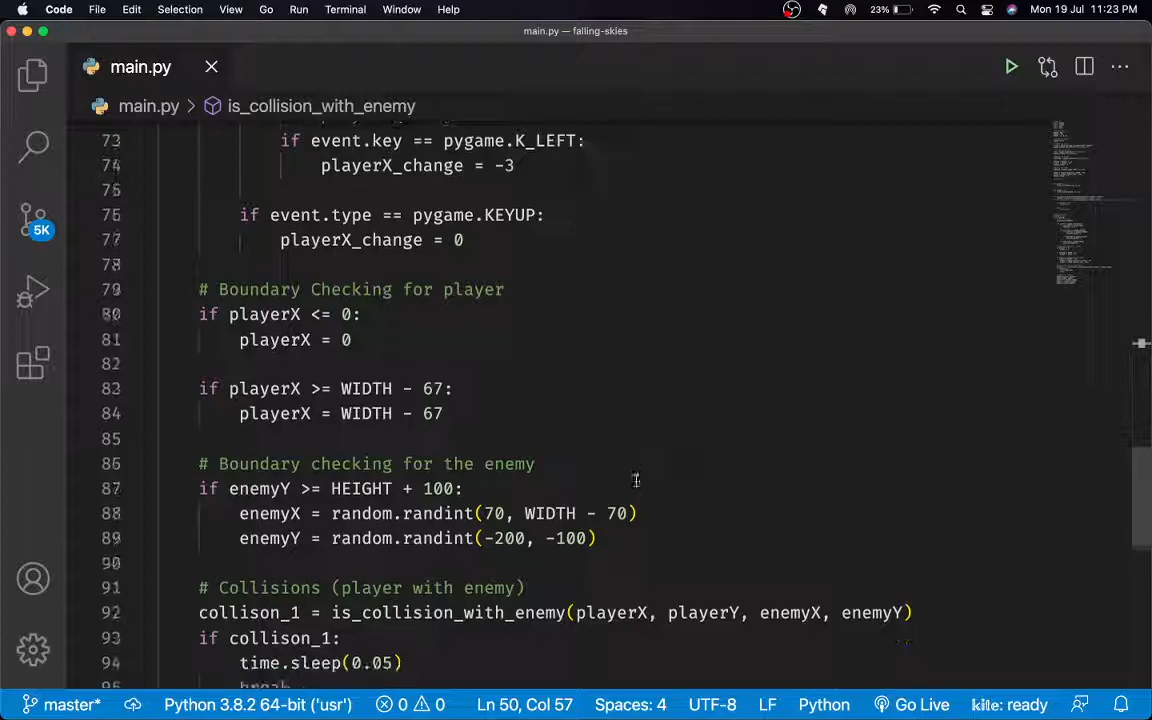 Code File Edit Selection View Go Run Terminal Window Help 23% Mon 19 Jul 11:23 PM
main.py — falling-skies
main.py
main.py > is_collision_with_enemy
5K
73 if event.key == pygame.K_LEFT:
74 playerX_change = -3
75
76 if event.type == pygame.KEYUP:
77 playerX_change = 0
78
79 # Boundary Checking for player
80 if playerX <= 0:
81 playerX = 0
82
83 if playerX >= WIDTH - 67:
84 playerX = WIDTH - 67
85
86 # Boundary checking for the enemy
87 if enemyY >= HEIGHT + 100:
88 enemyX = random.randint(70, WIDTH - 70)
89 enemyY = random.randint(-200, -100)
90
91 # Collisions (player with enemy)
92 collison_1 = is_collision_with_enemy(playerX, playerY, enemyX, enemyY)
93 if collison_1:
94 time.sleep(0.05)
95 break
master* Python 3.8.2 64-bit ('usr') 0 0 Ln 50, Col 57 Spaces: 4 UTF-8 LF Python Go Live kite: ready